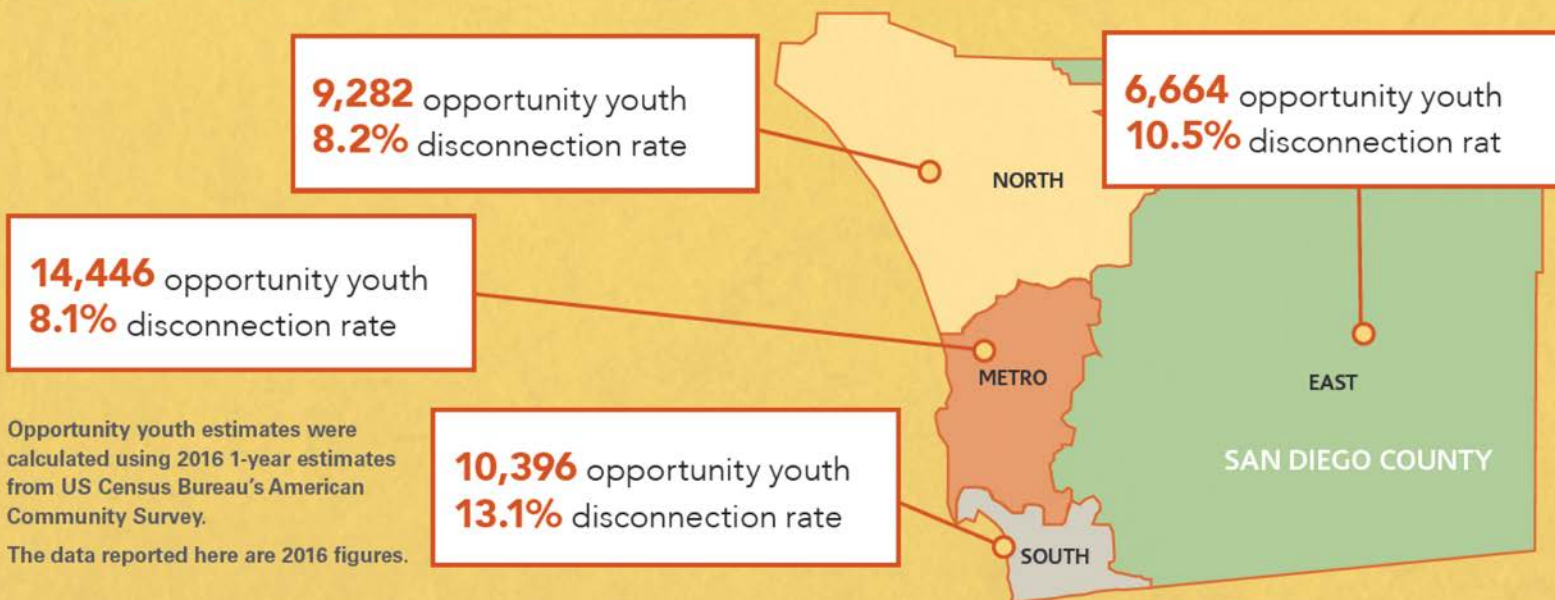 9,282 opportunity youth
8.2% disconnection rate
6,664 opportunity youth
10.5% disconnection rat
NORTH
14,446 opportunity youth
8.1% disconnection rate
METRO
EAST
SAN DIEGO COUNTY
Opportunity youth estimates were
calculated using 2016 1-year estimates
from US Census Bureau's American
Community Survey.
The data reported here are 2016 figures.
10,396 opportunity youth
13.1% disconnection rate
SOUTH